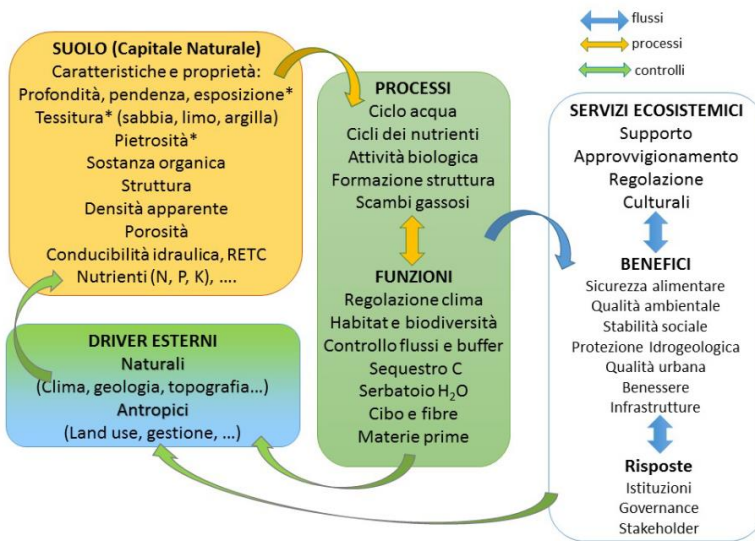 flussi
processi
controlli
SUOLO (Capitale Naturale)
Caratteristiche e proprietà:
Profondità, pendenza, esposizione*
Tessitura* (sabbia, limo, argilla)
Pietrosità*
Sostanza organica
Struttura
Densità apparente
Porosità
Conducibilità idraulica, RETC
Nutrienti (N, P, K), ....
DRIVER ESTERNI
Naturali
(Clima, geologia, topografia...)
Antropici
(Land use, gestione, ...)
PROCESSI
Ciclo acqua
Cicli dei nutrienti
Attività biologica
Formazione struttura
Scambi gassosi
FUNZIONI
Regolazione clima
Habitat e biodiversità
Controllo flussi e buffer
Sequestro C
Serbatoio H₂O
Cibo e fibre
Materie prime
SERVIZI ECOSISTEMICI
Supporto
Approvvigionamento
Regolazione
Culturali
BENEFICI
Sicurezza alimentare
Qualità ambientale
Stabilità sociale
Protezione Idrogeologica
Qualità urbana
Benessere
Infrastrutture
Risposte
Istituzioni
Governance
Stakeholder